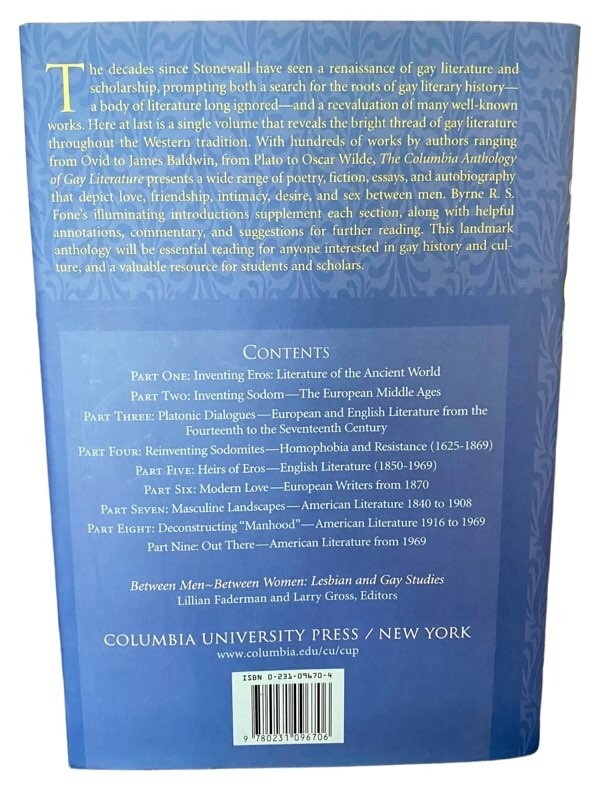 The decades since Stonewall have seen a renaissance of gay literature and
scholarship, prompting both a search for the roots of gay literary history—
a body of literature long ignored—and a reevaluation of many well-known
works. Here at last is a single volume that reveals the bright thread of gay literature
throughout the Western tradition. With hundreds of works by authors ranging
from Ovid to James Baldwin, from Plato to Oscar Wilde, The Columbia Anthology
of Gay Literature presents a wide range of poetry, fiction, essays, and autobiography
that depict love, friendship, intimacy, desire, and sex between men. Byrne R. S.
Fone's illuminating introductions supplement each section, along with helpful
annotations, commentary, and suggestions for further reading. This landmark
anthology will be essential reading for anyone interested in gay history and cul-
ture, and a valuable resource for students and scholars.
CONTENTS
PART ONE: Inventing Eros: Literature of the Ancient World
PART TWO: Inventing Sodom—The European Middle Ages
PART THREE: Platonic Dialogues—European and English Literature from the
Fourteenth to the Seventeenth Century
PART FOUR: Reinventing Sodomites—Homophobia and Resistance (1625-1869)
PART FIVE: Heirs of Eros—English Literature (1850-1969)
PART SIX: Modern Love—European Writers from 1870
PART SEVEN: Masculine Landscapes—American Literature 1840 to 1908
PART EIGHT: Deconstructing "Manhood"—American Literature 1916 to 1969
Part Nine: Out There—American Literature from 1969
Between Men~Between Women: Lesbian and Gay Studies
Lillian Faderman and Larry Gross, Editors
COLUMBIA UNIVERSITY PRESS / NEW YORK
www.columbia.edu/cu/cup
ISBN 0-231-09670-4
9 780231 096706